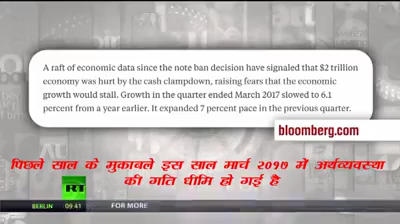 A raft of economic data since the note ban decision have signaled that $2 trillion
economy was hurt by the cash clampdown, raising fears that the economic
growth would stall. Growth in the quarter ended March 2017 slowed to 6.1
percent from a year earlier. It expanded 7 percent pace in the previous quarter.
bloomberg.com
पिछले साल के मुकाबले इस साल मार्च २०१७ में अर्थव्यवस्था
की गति धीमि हो गई है
RT
BERLIN 09:41 FOR MORE